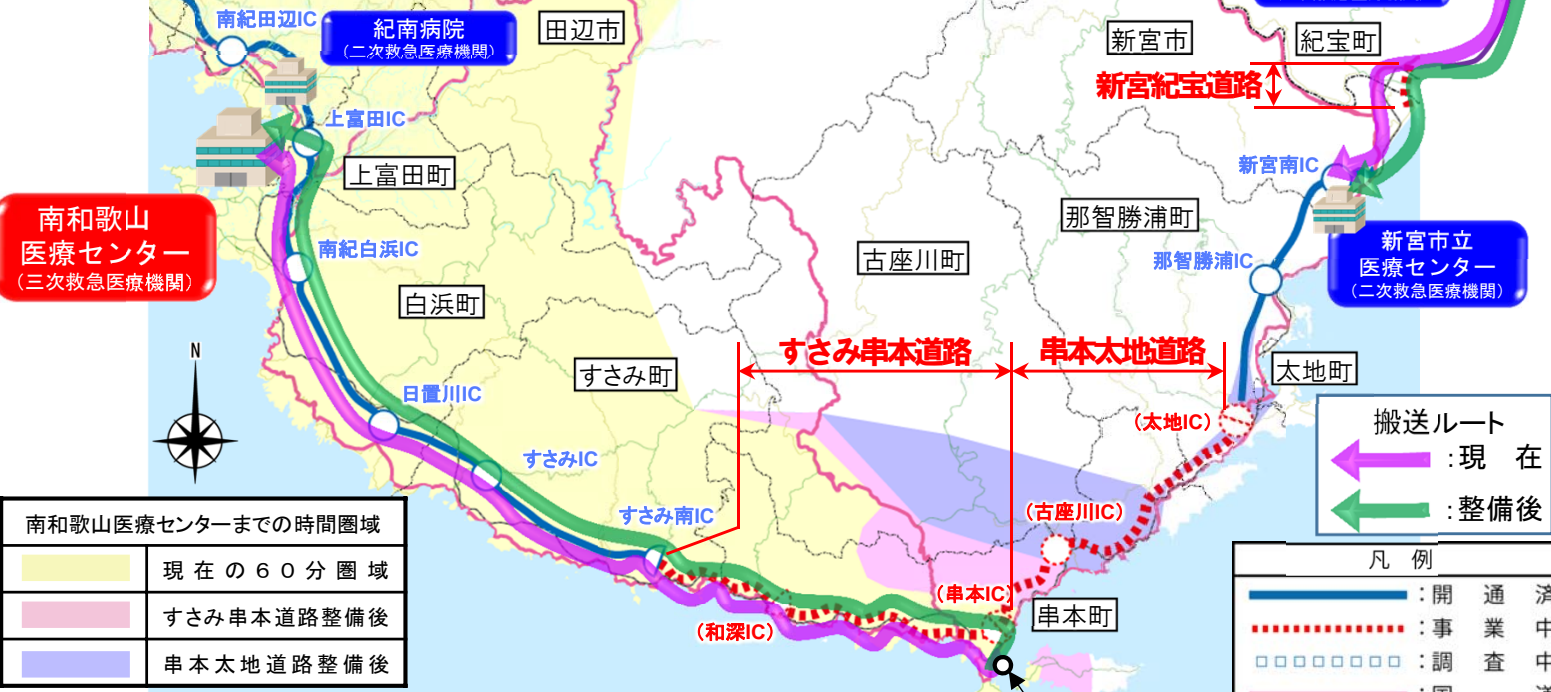 南紀田辺IC
紀南病院
（二次救急医療機関）
田辺市
新宮市
紀宝町
新宮紀宝道路
上富田IC
上富田町
新宮南IC
南和歌山
医療センター
（三次救急医療機関）
那智勝浦町
南紀白浜IC
古座川町
那智勝浦IC
新宮市立
医療センター
（二次救急医療機関）
白浜町
N
すさみ串本道路
串本太地道路
すさみ町
太地町
日置川IC
（太地IC）
搬送ルート
：現 在
：整備後
すさみIC
すさみ南IC
（古座川IC）
南和歌山医療センターまでの時間圏域
現在の６０分圏域
すさみ串本道路整備後
串本太地道路整備後
（串本IC）
串本町
（和深IC）
凡 例
：開 通 済
：事 業 中
：調 査 中